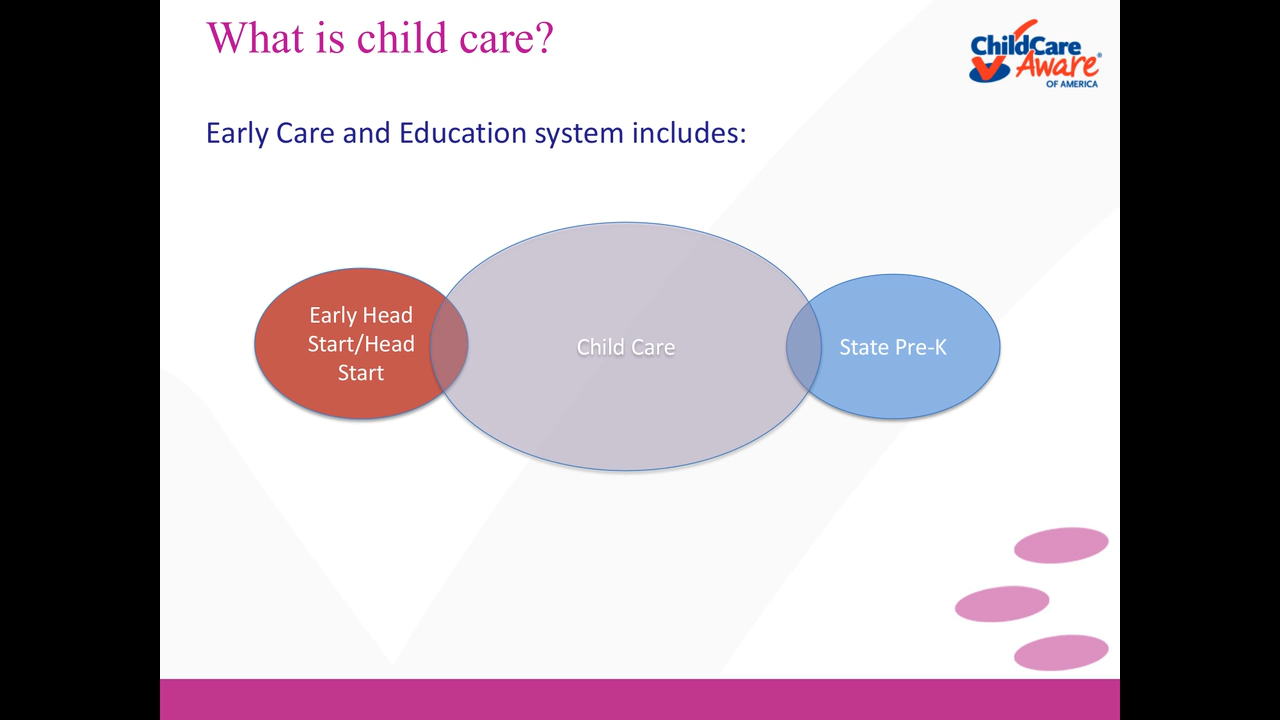 What is child care?
ChildCare
Aware®
OF AMERICA
Early Care and Education system includes:
Early Head
Start/Head
Start
Child Care
State Pre-K